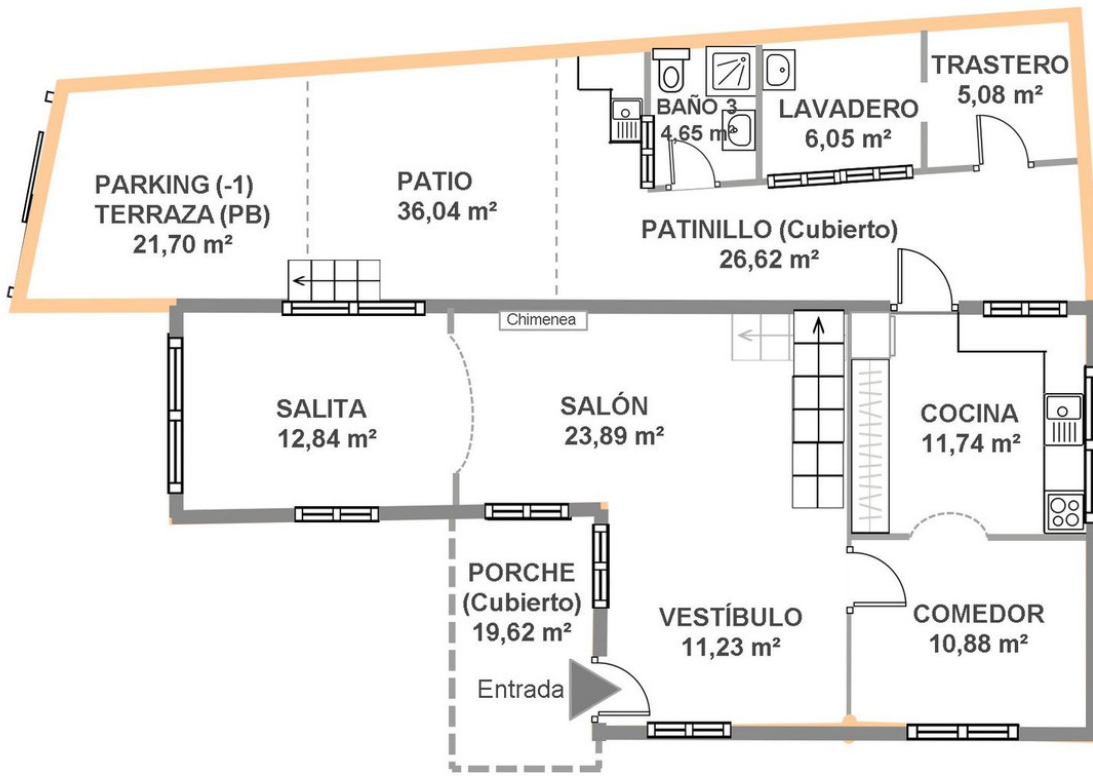 TRASTERO
5,08 m²
BAÑO 3
4,65 m²
LAVADERO
6,05 m²
PARKING (-1)
TERRAZA (PB)
21,70 m²
PATIO
36,04 m²
PATINILLO (Cubierto)
26,62 m²
Chimenea
SALITA
12,84 m²
SALÓN
23,89 m²
COCINA
11,74 m²
PORCHE
(Cubierto)
19,62 m²
VESTÍBULO
11,23 m²
COMEDOR
10,88 m²
Entrada